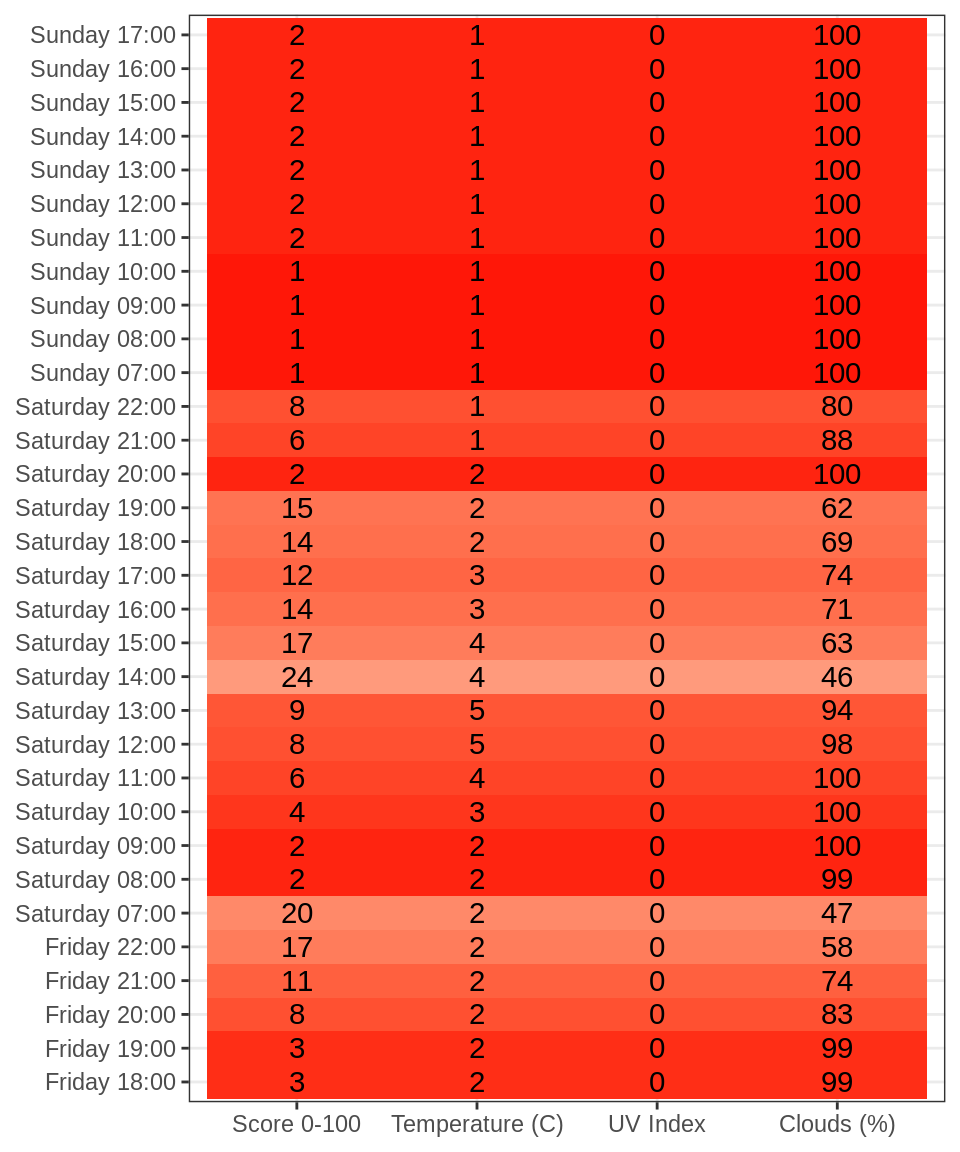 Sunday 17:00 2 1 0 100
Sunday 16:00 2 1 0 100
Sunday 15:00 2 1 0 100
Sunday 14:00 2 1 0 100
Sunday 13:00 2 1 0 100
Sunday 12:00 2 1 0 100
Sunday 11:00 2 1 0 100
Sunday 10:00 1 1 0 100
Sunday 09:00 1 1 0 100
Sunday 08:00 1 1 0 100
Sunday 07:00 1 1 0 100
Saturday 22:00 8 1 0 80
Saturday 21:00 6 1 0 88
Saturday 20:00 2 2 0 100
Saturday 19:00 15 2 0 62
Saturday 18:00 14 2 0 69
Saturday 17:00 12 3 0 74
Saturday 16:00 14 3 0 71
Saturday 15:00 17 4 0 63
Saturday 14:00 24 4 0 46
Saturday 13:00 9 5 0 94
Saturday 12:00 8 5 0 98
Saturday 11:00 6 4 0 100
Saturday 10:00 4 3 0 100
Saturday 09:00 2 2 0 100
Saturday 08:00 2 2 0 99
Saturday 07:00 20 2 0 47
Friday 22:00 17 2 0 58
Friday 21:00 11 2 0 74
Friday 20:00 8 2 0 83
Friday 19:00 3 2 0 99
Friday 18:00 3 2 0 99
Score 0-100 Temperature (C) UV Index Clouds (%)